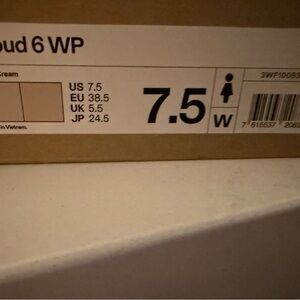 oud 6 WP
Cream
US 7.5
EU 38.5
UK 5.5
JP 24.5
7.5
W
in Vietnam.